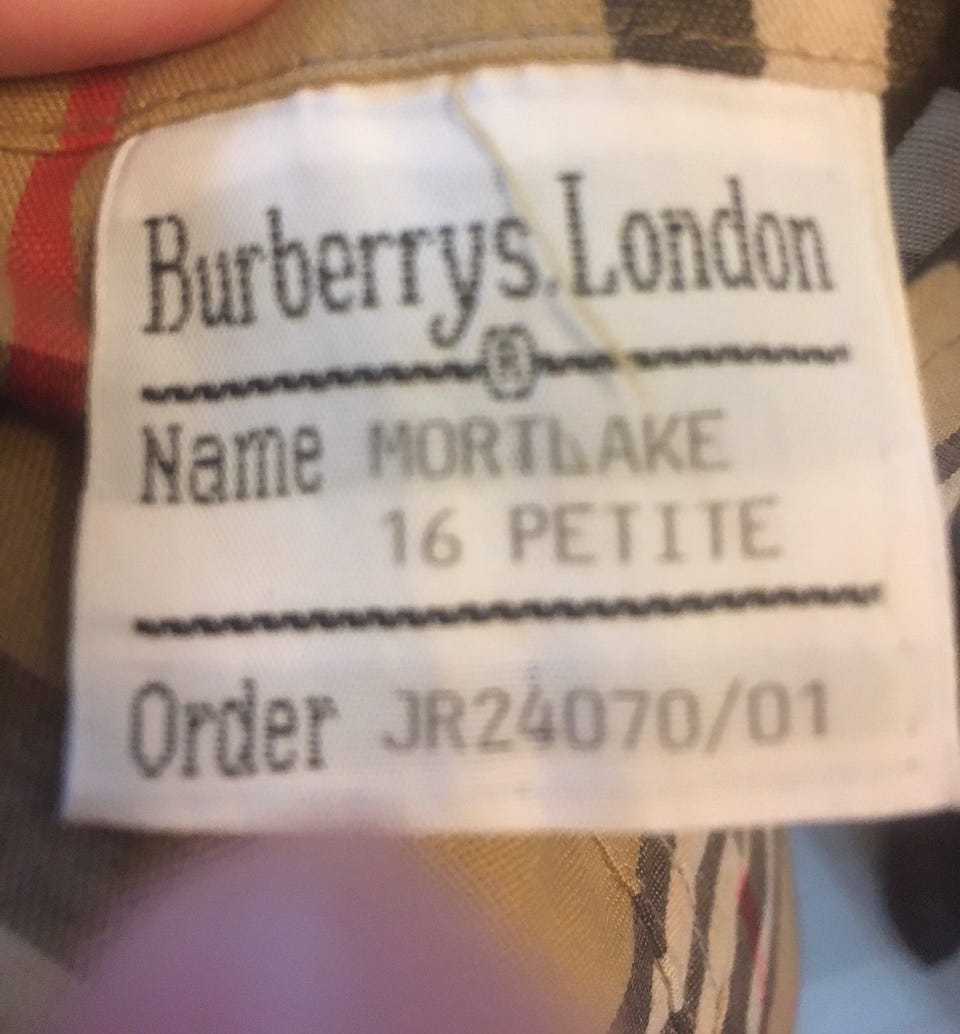 Burberrys. London
®
Name MORTLAKE
16 PETITE
Order JR24070/01